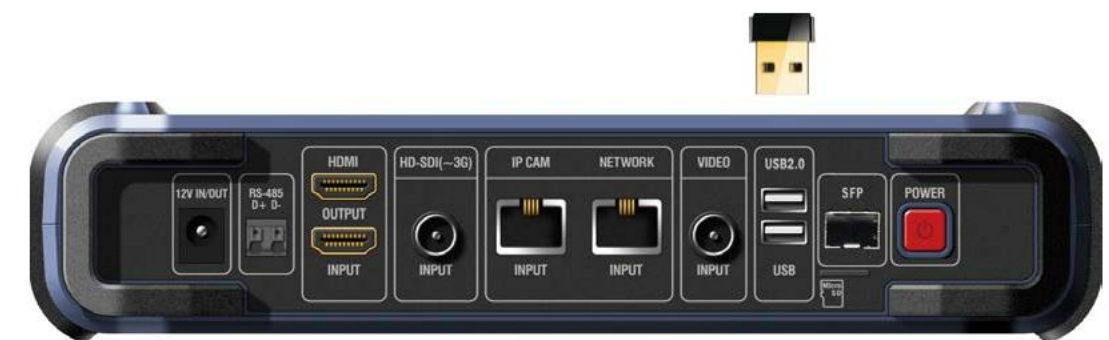 12V IN/OUT
RS-485
D+ D-
HDMI
OUTPUT
INPUT
HD-SDI(~3G)
INPUT
IP CAM
INPUT
NETWORK
INPUT
VIDEO
INPUT
USB2.0
USB
SFP
Micro
SD
POWER